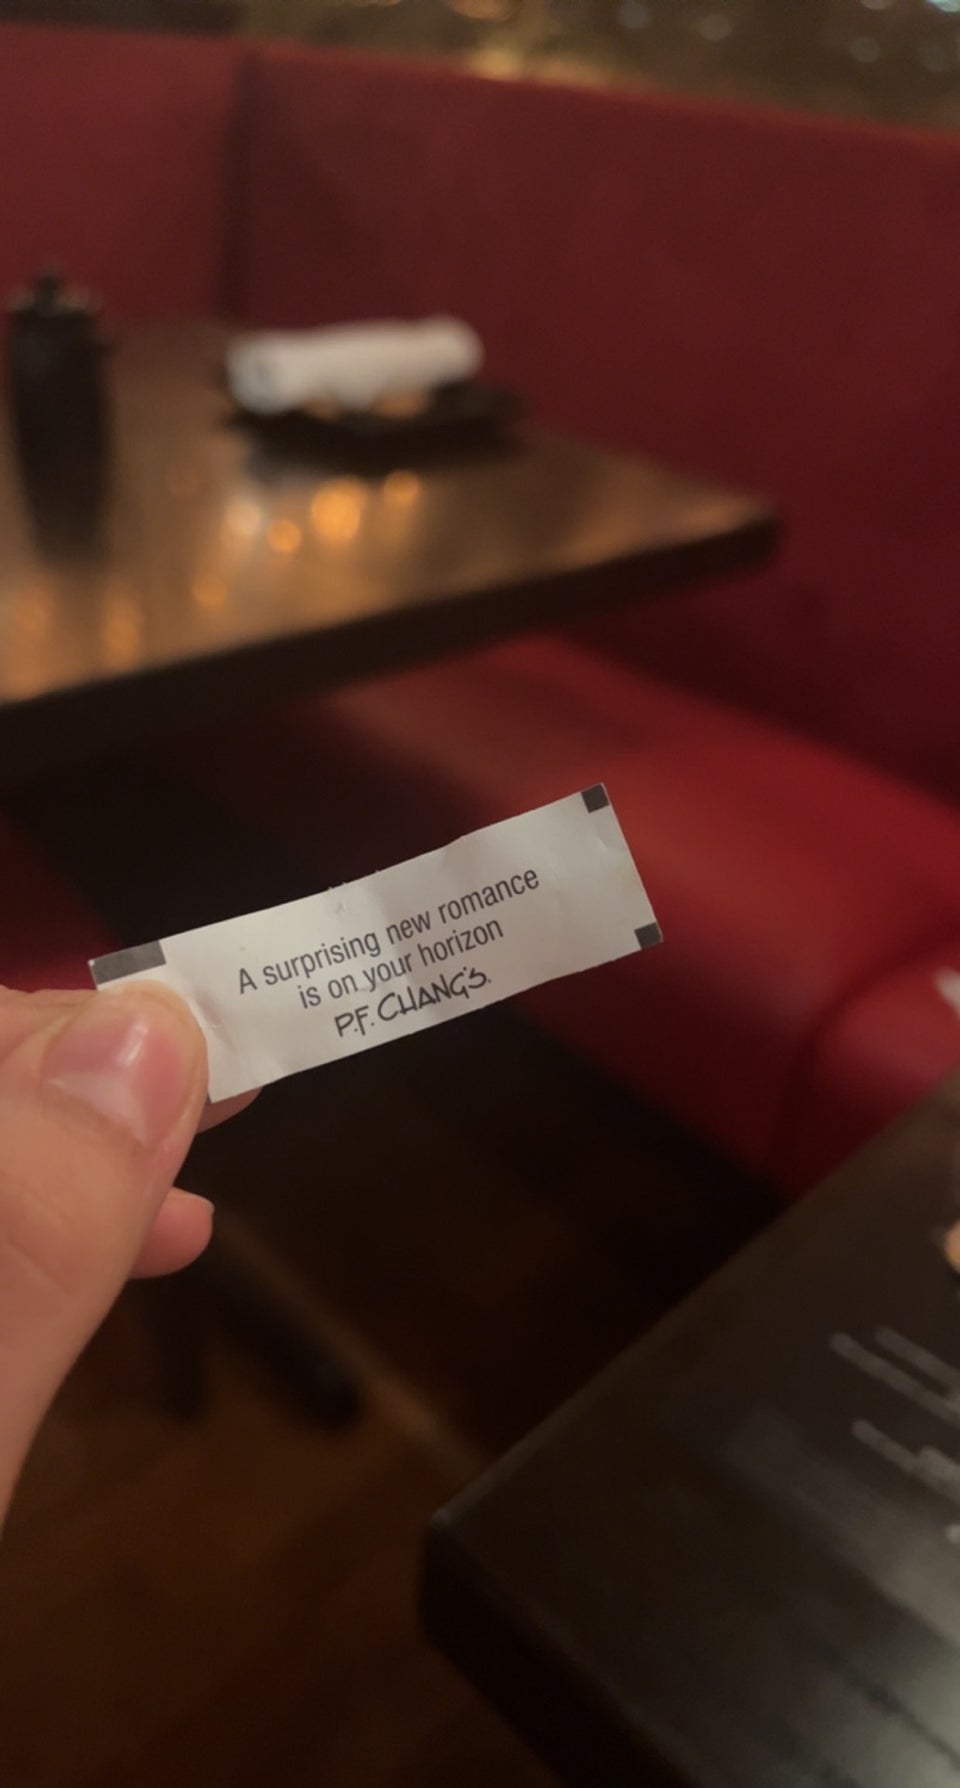 A surprising new romance
is on your horizon
P.F. CHANG'S.